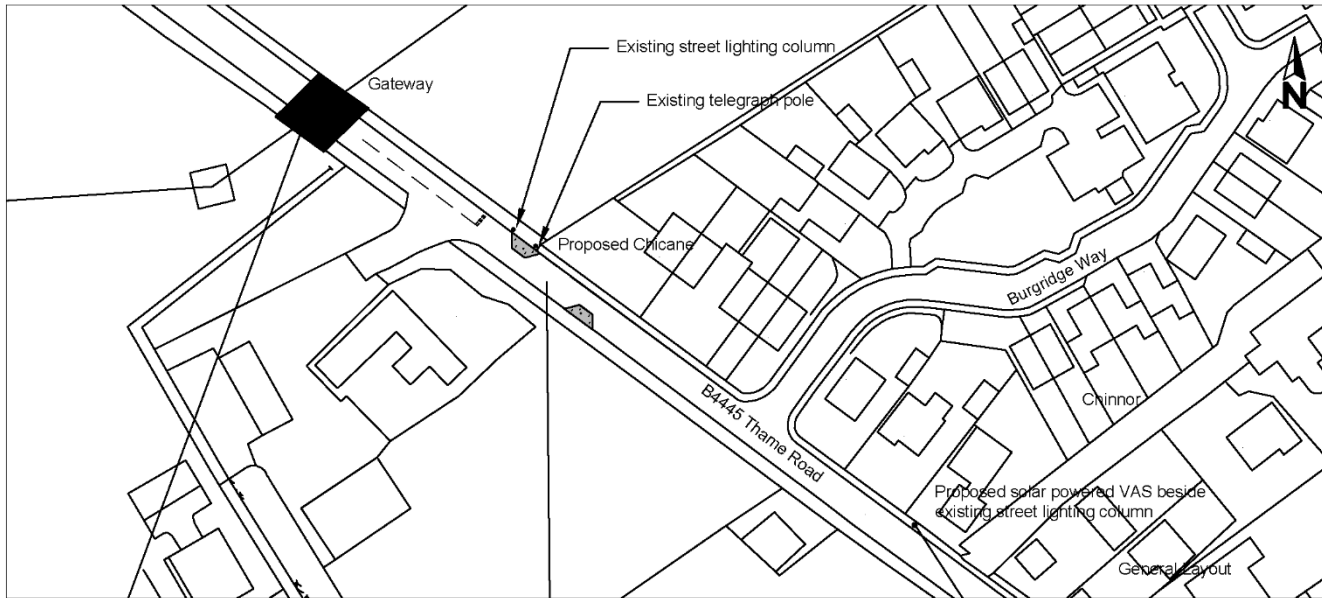 Existing street lighting column
Gateway
Existing telegraph pole
N
Proposed Chicane
Burgridge Way
B4445 Thame Road
Chinnor
Proposed solar powered VAS beside
existing street lighting column
General Layout